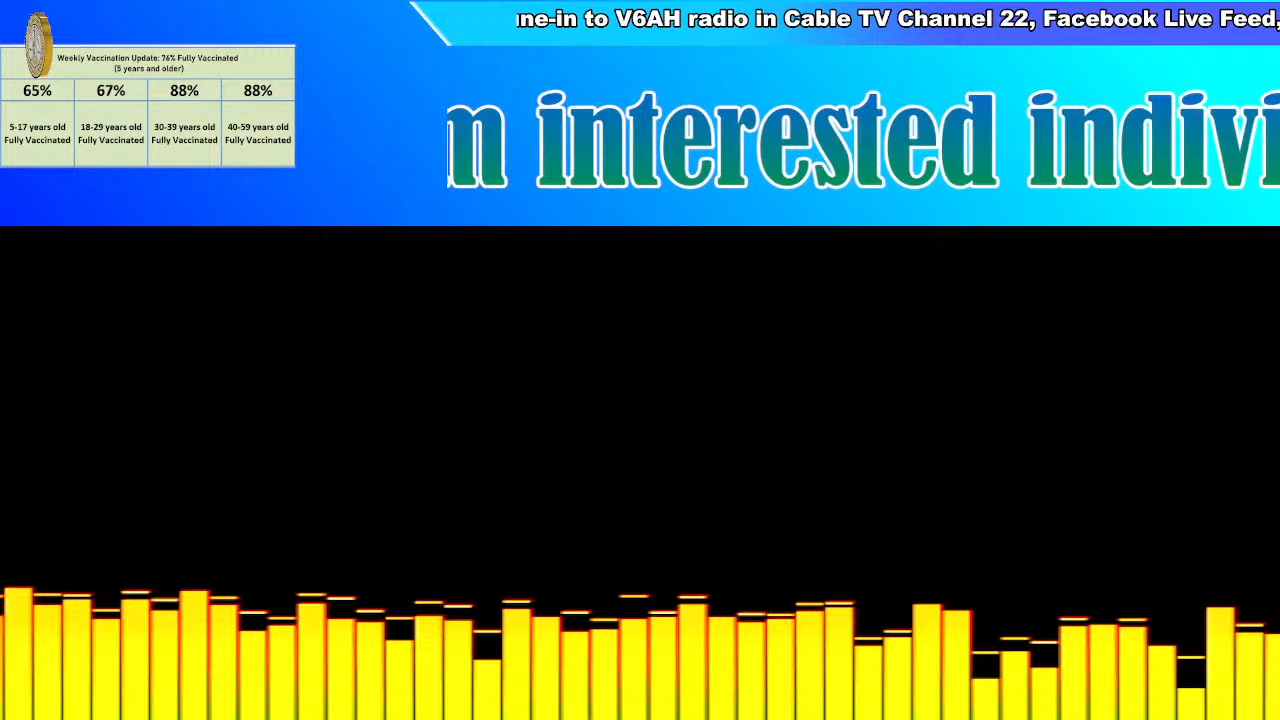 me-in to V6AH radio in Cable TV Channel 22, Facebook Live Feed,
Weekly Vaccination Update: 76% Fully Vaccinated
(5 years and older)
65% 67% 88% 88%
5-17 years old 18-29 years old 30-39 years old 40-59 years old
Fully Vaccinated Fully Vaccinated Fully Vaccinated Fully Vaccinated
m interested indivi